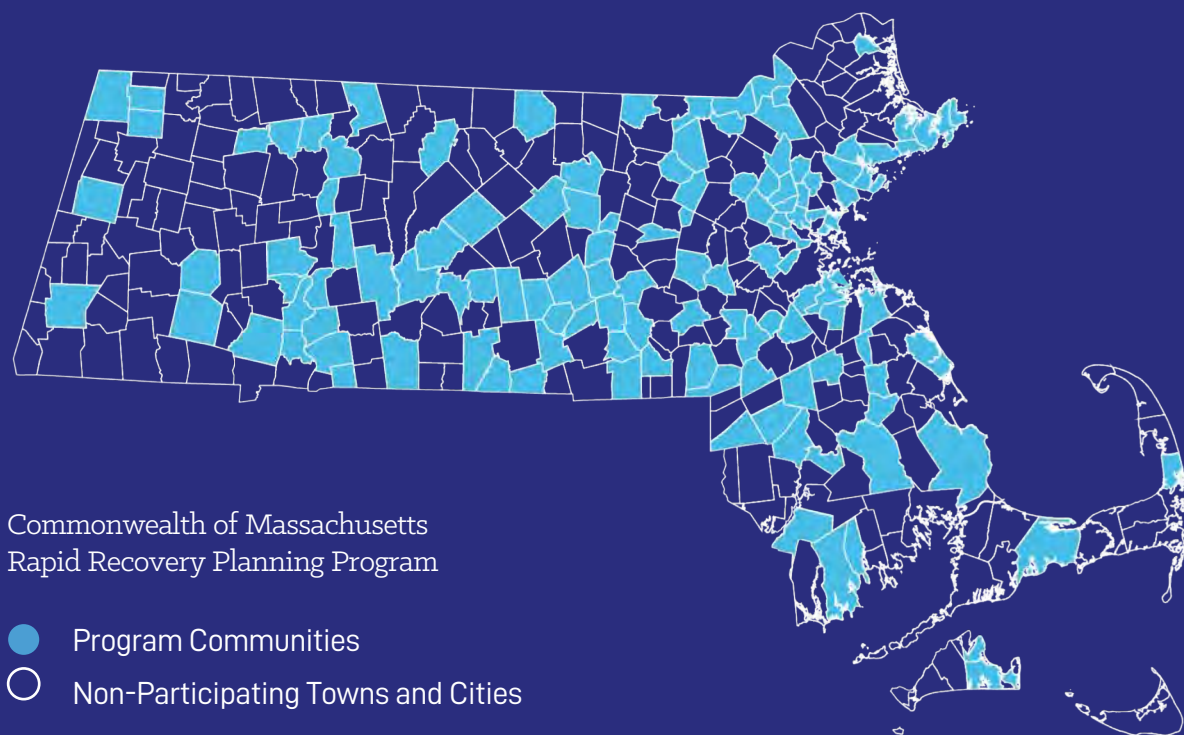 Commonwealth of Massachusetts
Rapid Recovery Planning Program
Program Communities
Non-Participating Towns and Cities